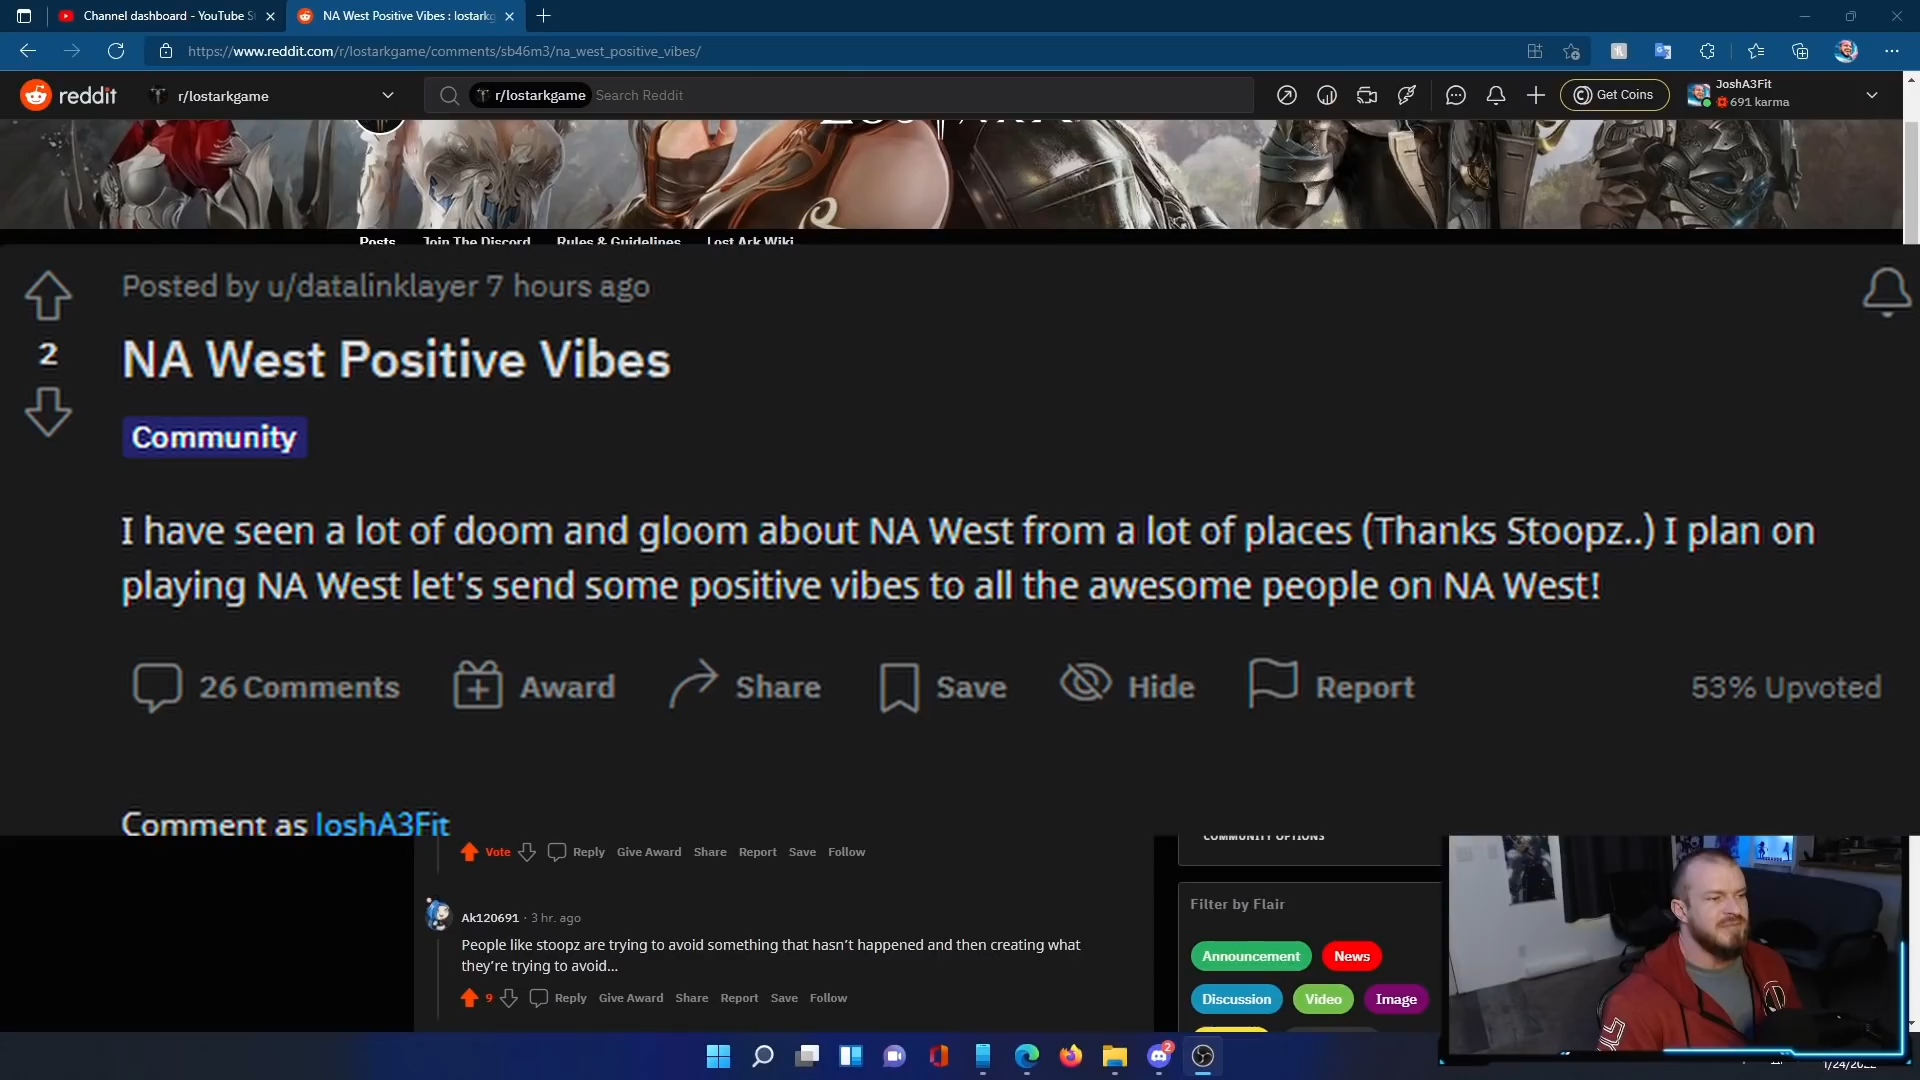 Channel dashboard - YouTube S
NA West Positive Vibes : lostarkg
https://www.reddit.com/r/lostarkgame/comments/sb46m3/na_west_positive_vibes/
reddit
r/lostarkgame
r/lostarkgame Search Reddit
Get Coins
JoshA3Fit
691 karma
Posts Join The Discord Rules & Guidelines Lost Ark Wiki
Posted by u/datalinklayer 7 hours ago
2
NA West Positive Vibes
Community
I have seen a lot of doom and gloom about NA West from a lot of places (Thanks Stoopz..) I plan on
playing NA West let's send some positive vibes to all the awesome people on NA West!
26 Comments Award Share Save Hide Report 53% Upvoted
Comment as JoshA3Fit
Vote Reply Give Award Share Report Save Follow
COMMUNITY OPTIONS
Ak120691 · 3 hr. ago
People like stoopz are trying to avoid something that hasn't happened and then creating what
they're trying to avoid...
9 Reply Give Award Share Report Save Follow
Filter by Flair
Announcement News
Discussion Video Image
2